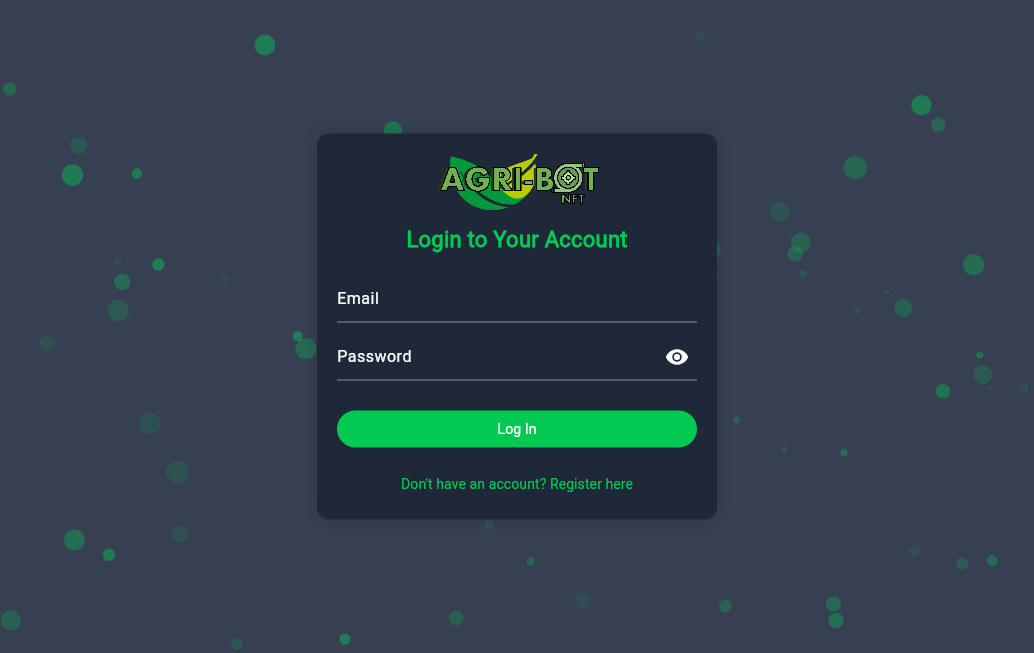 AGRI-BOT
NFT
Login to Your Account
Email
Password
Log In
Don't have an account? Register here